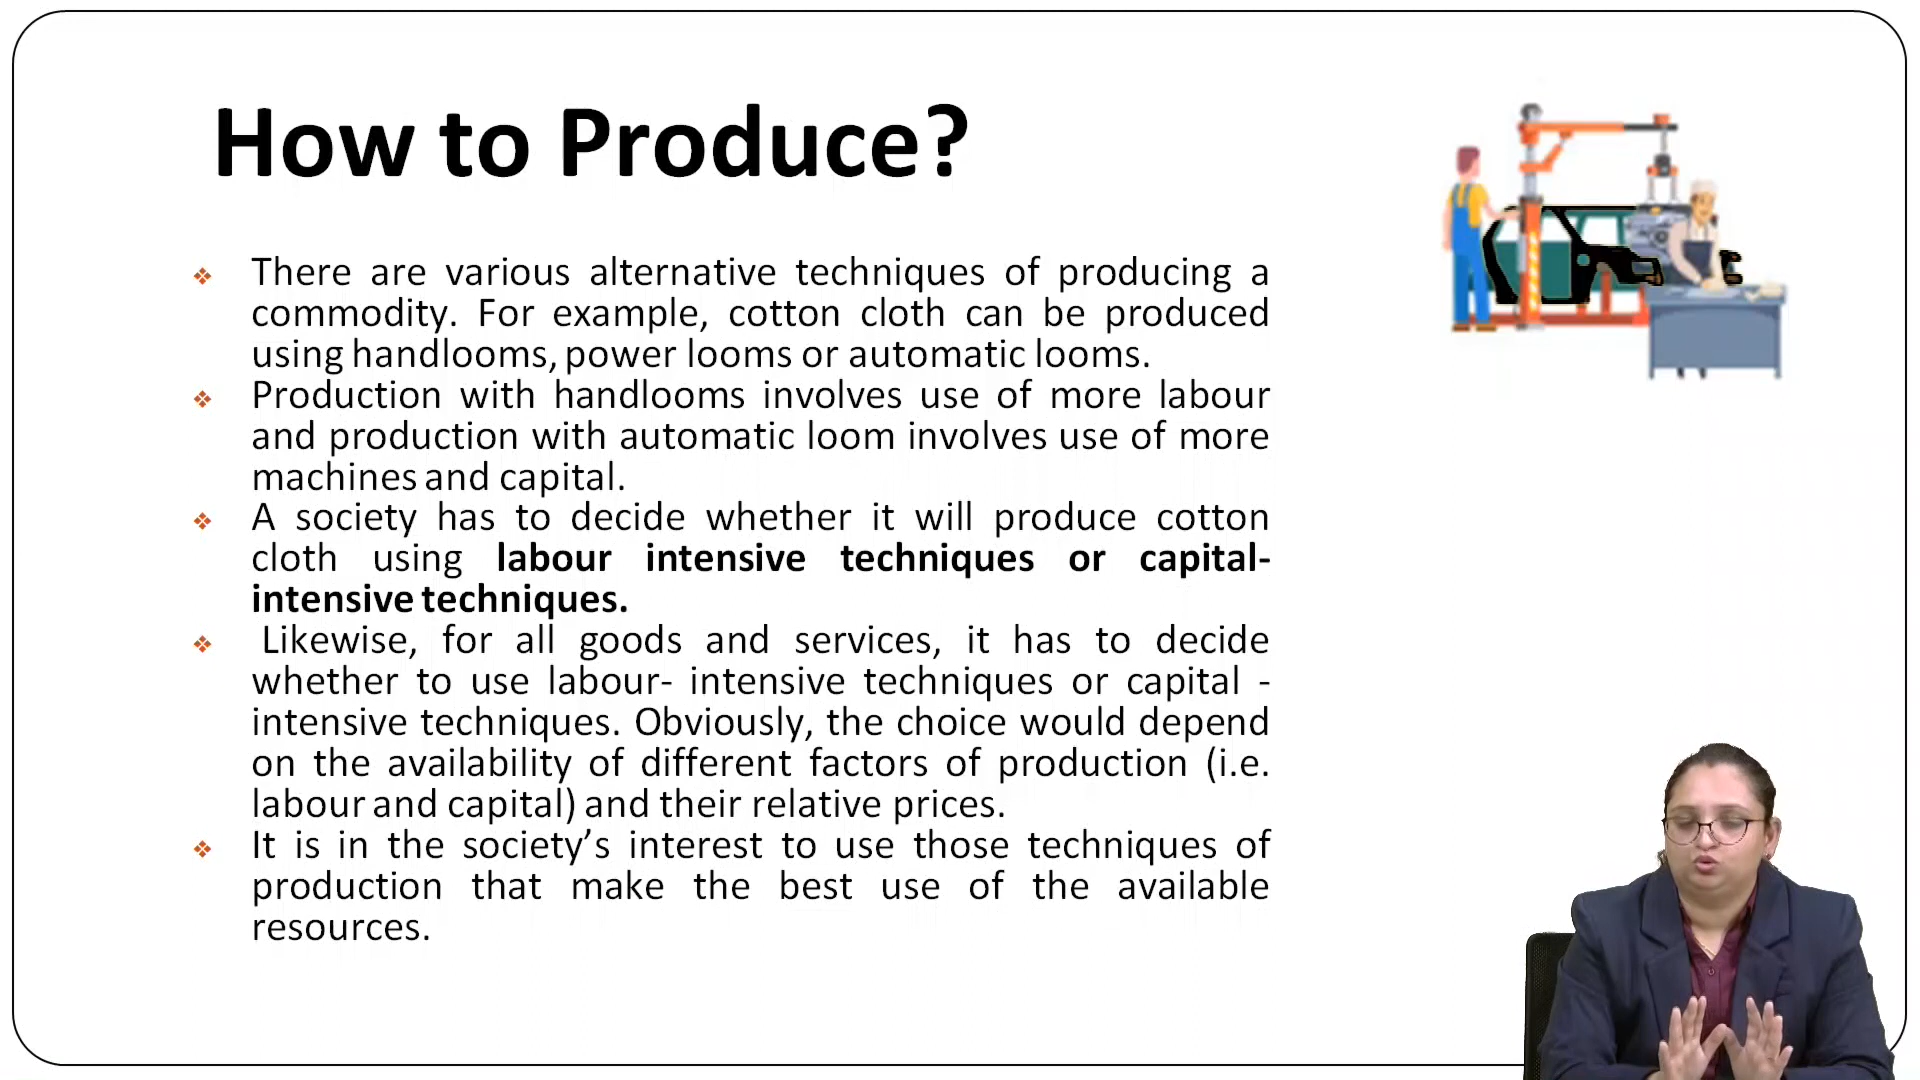 How to Produce?
There are various alternative techniques of producing a
commodity. For example, cotton cloth can be produced
using handlooms, power looms or automatic looms.
Production with handlooms involves use of more labour
and production with automatic loom involves use of more
machines and capital.
A society has to decide whether it will produce cotton
cloth using labour intensive techniques or capital-
intensive techniques.
Likewise, for all goods and services, it has to decide
whether to use labour- intensive techniques or capital -
intensive techniques. Obviously, the choice would depend
on the availability of different factors of production (i.e.
labour and capital) and their relative prices.
It is in the society’s interest to use those techniques of
production that make the best use of the available
resources.